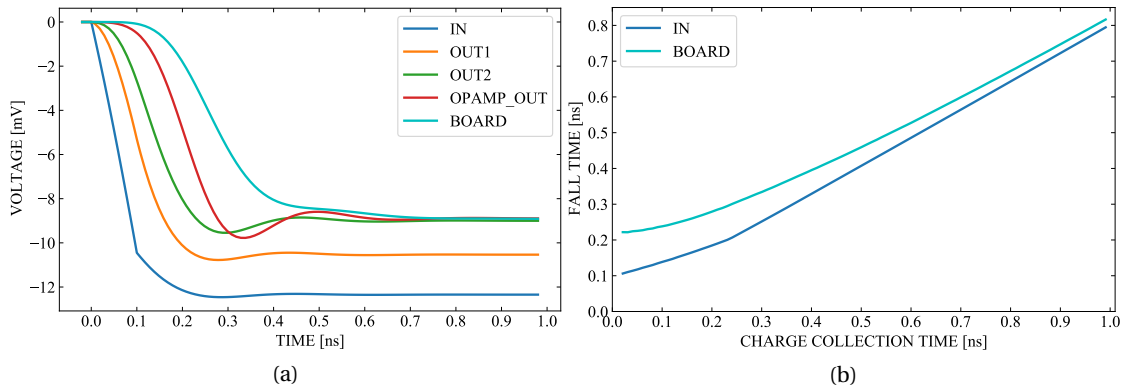 IN
OUT1
OUT2
OPAMP_OUT
BOARD
VOLTAGE [mV]
0
−2
−4
−6
−8
−10
−12
0.0 0.1 0.2 0.3 0.4 0.5 0.6 0.7 0.8 0.9 1.0
TIME [ns]
(a)
IN
BOARD
FALL TIME [ns]
0.8
0.7
0.6
0.5
0.4
0.3
0.2
0.1
0.0
0.0 0.1 0.2 0.3 0.4 0.5 0.6 0.7 0.8 0.9 1.0
CHARGE COLLECTION TIME [ns]
(b)